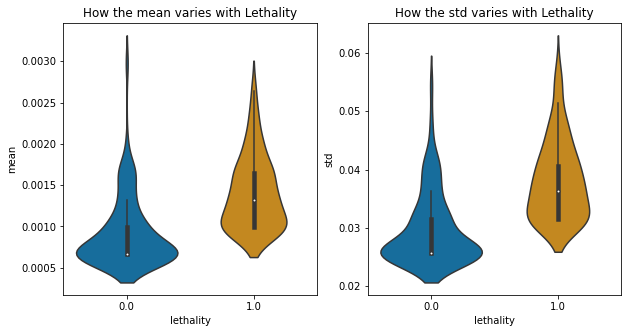 How the mean varies with Lethality
mean
0.0030
0.0025
0.0020
0.0015
0.0010
0.0005
0.0
1.0
lethality
How the std varies with Lethality
std
0.06
0.05
0.04
0.03
0.02
0.0
1.0
lethality